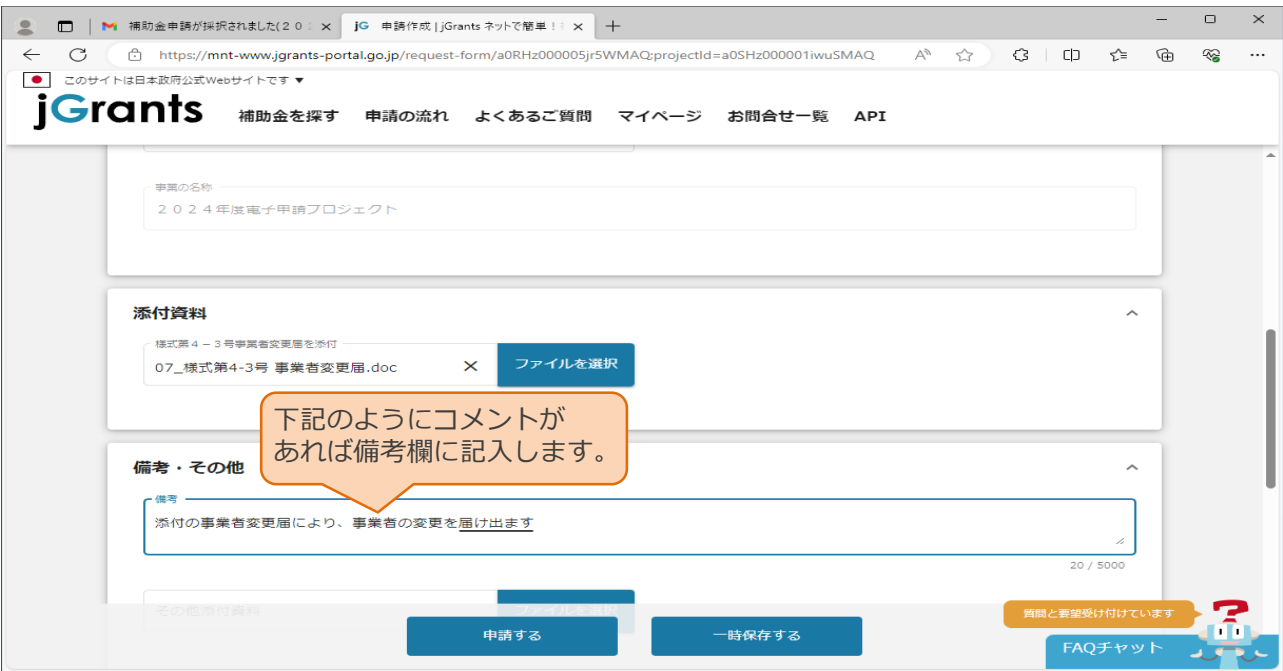 補助金申請が採択されました(２０
jG 申請作成 | jGrants ネットで簡単！
https://mnt-www.jgrants-portal.go.jp/request-form/a0RHz000005jr5WMAQ;projectId=a0SHz000001iwuSMAQ
このサイトは日本政府公式Webサイトです ▼
jGrants 補助金を探す 申請の流れ よくあるご質問 マイページ お問合せ一覧 API
事業の名称
２０２４年度電子申請プロジェクト
添付資料
様式第４－３号事業者変更届を添付
07_様式第4-3号 事業者変更届.doc ファイルを選択
下記のようにコメントが
あれば備考欄に記入します。
備考・その他
備考
添付の事業者変更届により、事業者の変更を届け出ます
20 / 5000
その他添付資料 ファイルを選択
質問と要望受け付けています
申請する 一時保存する
FAQチャット